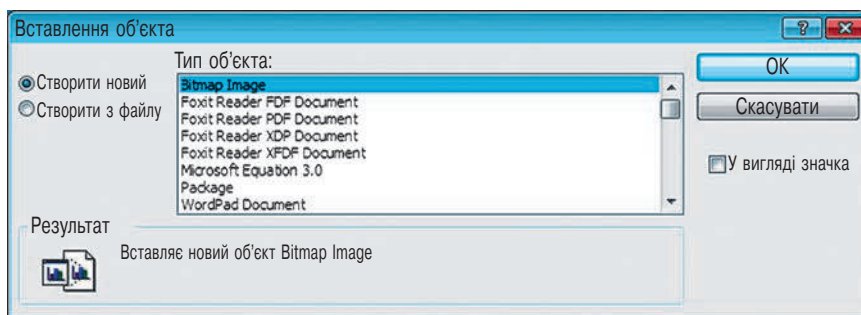 Вставлення об’єкта
Тип об’єкта:
Створити новий
Створити з файлу
Bitmap Image
Foxit Reader FDF Document
Foxit Reader PDF Document
Foxit Reader XDP Document
Foxit Reader XFDF Document
Microsoft Equation 3.0
Package
WordPad Document
OK
Скасувати
У вигляді значка
Результат
Вставляє новий об’єкт Bitmap Image